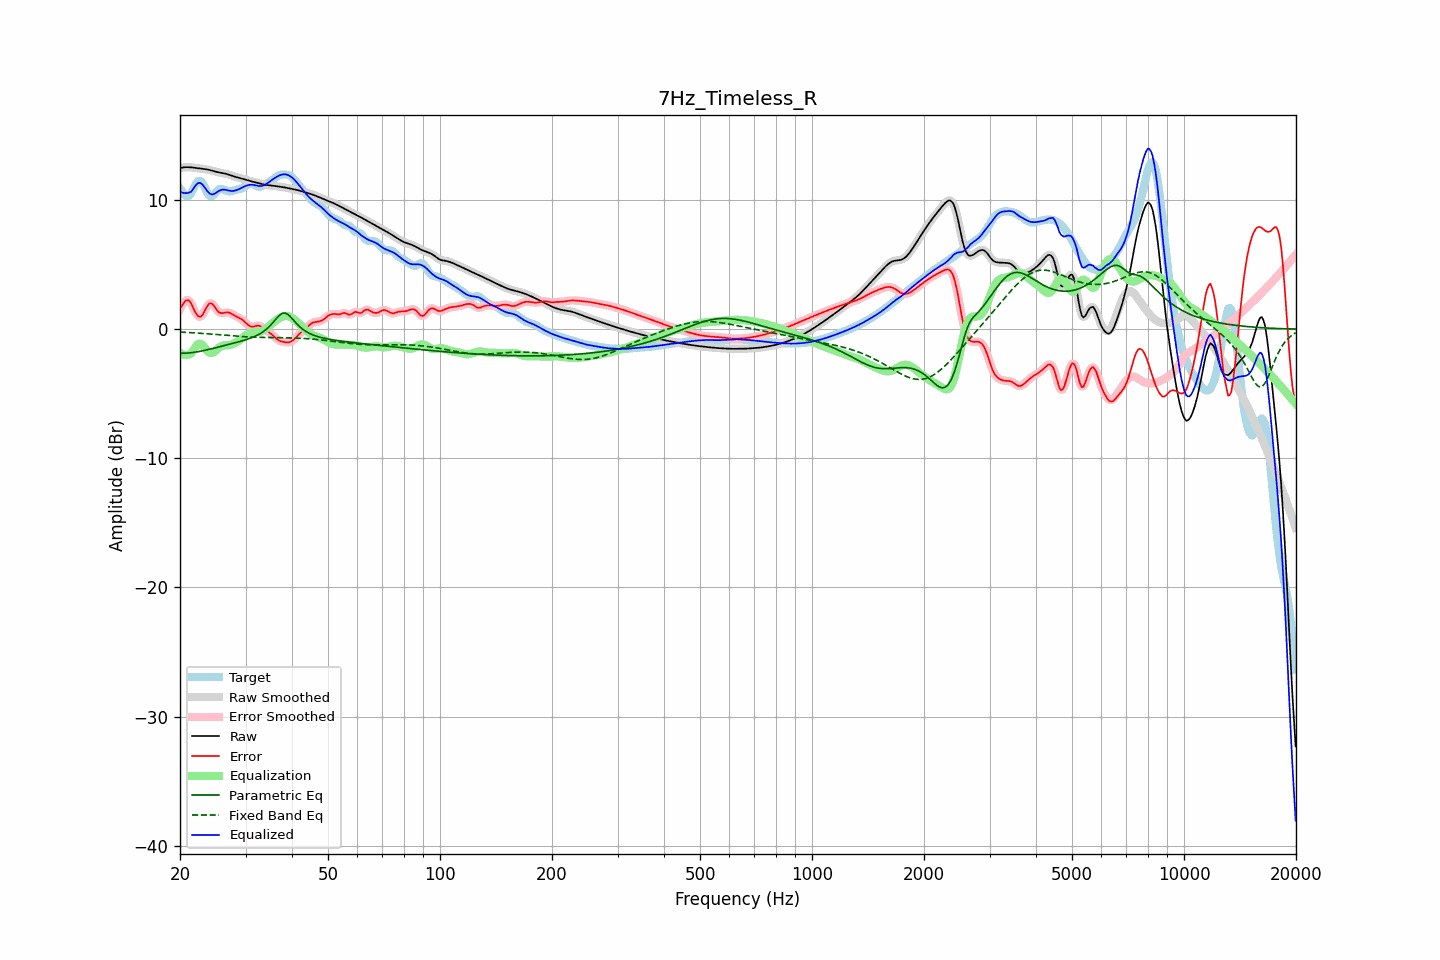 7Hz_Timeless_R
Amplitude (dBr)
10
0
−10
−20
−30
−40
Target
Raw Smoothed
Error Smoothed
Raw
Error
Equalization
Parametric Eq
Fixed Band Eq
Equalized
20 50 100 200 500 1000 2000 5000 10000 20000
Frequency (Hz)